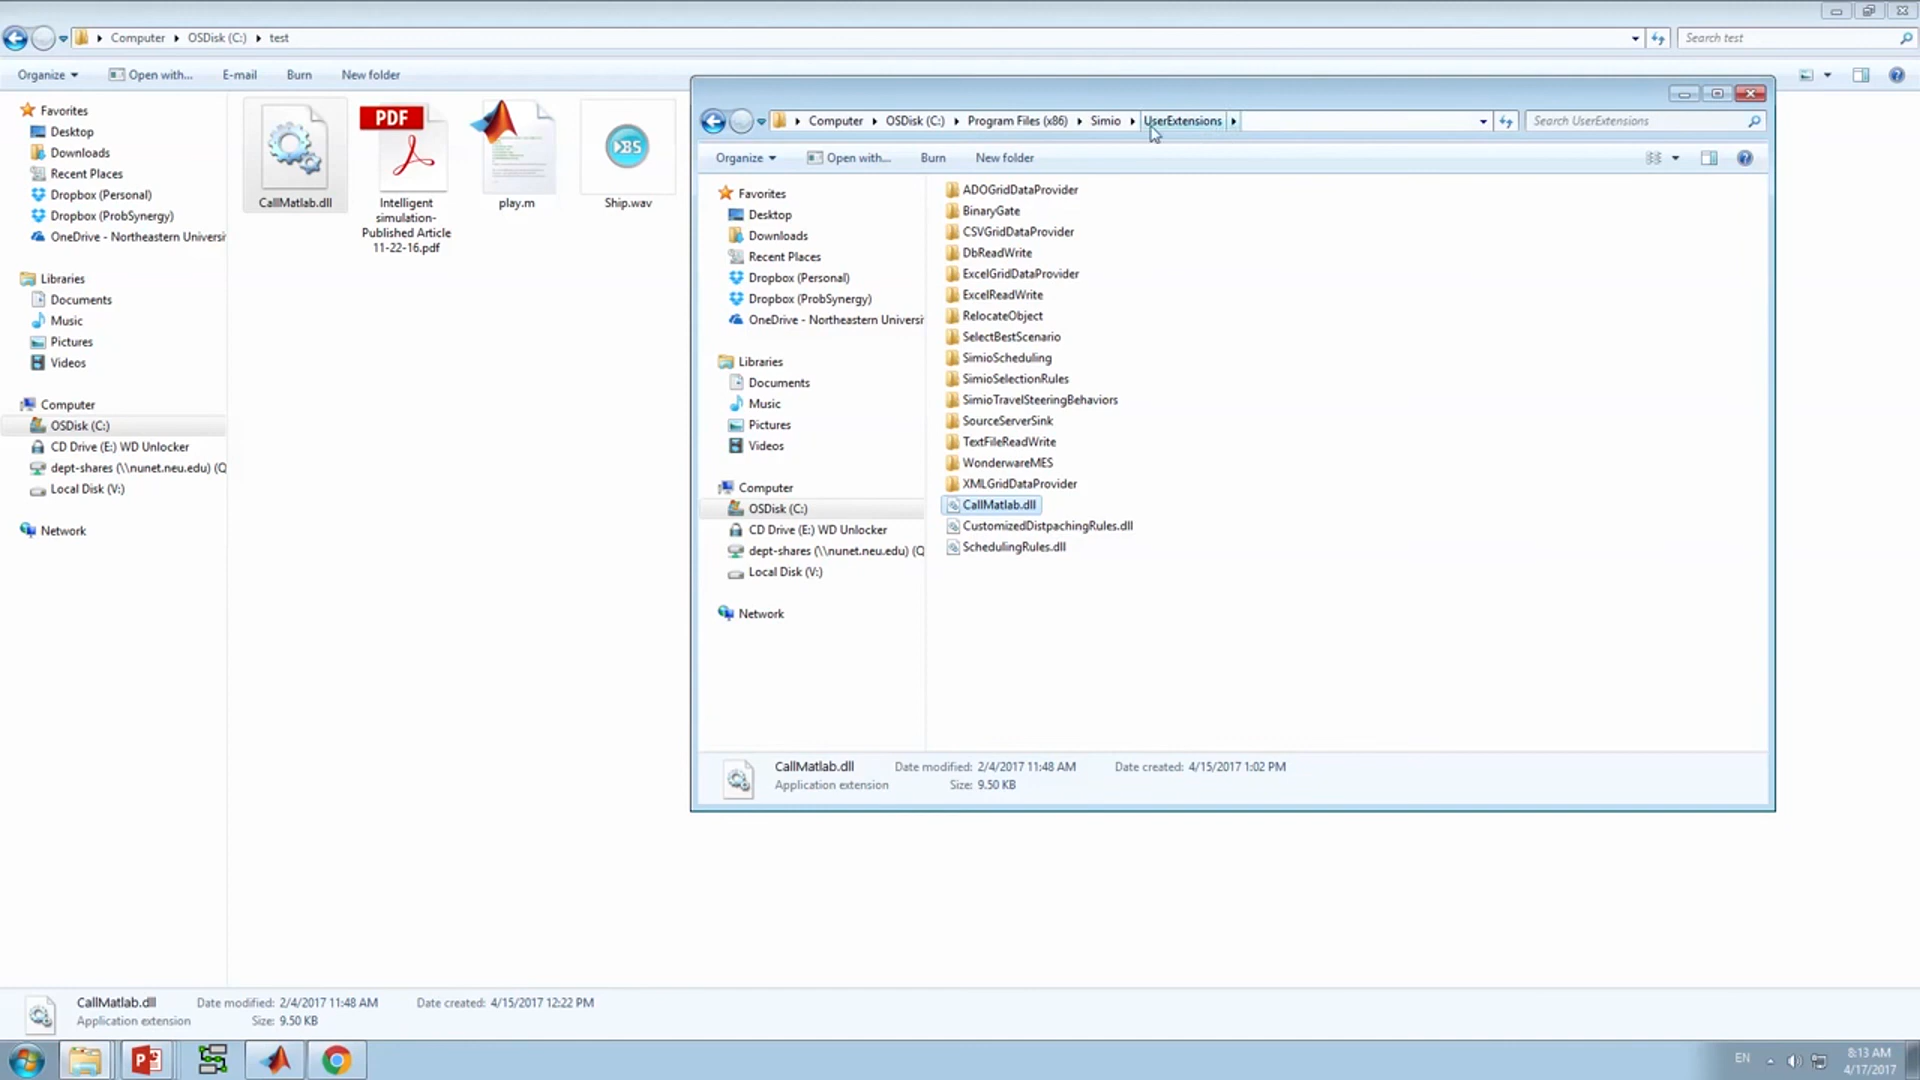 Computer OSDisk (C:) test
Search test
Organize Open with... E-mail Burn New folder
Favorites
Desktop
Downloads
Recent Places
Dropbox (Personal)
Dropbox (ProbSynergy)
OneDrive - Northeastern Universi
Libraries
Documents
Music
Pictures
Videos
Computer
OSDisk (C:)
CD Drive (E:) WD Unlocker
dept-shares (\\nunet.neu.edu) (Q
Local Disk (V:)
Network
CallMatlab.dll
PDF
Intelligent
simulation-
Published Article
11-22-16.pdf
play.m
BS
Ship.wav
Computer OSDisk (C:) Program Files (x86) Simio UserExtensions
Search UserExtensions
Organize Open with... Burn New folder
Favorites
Desktop
Downloads
Recent Places
Dropbox (Personal)
Dropbox (ProbSynergy)
OneDrive - Northeastern Universi
Libraries
Documents
Music
Pictures
Videos
Computer
OSDisk (C:)
CD Drive (E:) WD Unlocker
dept-shares (\\nunet.neu.edu) (Q
Local Disk (V:)
Network
ADOGridDataProvider
BinaryGate
CSVGridDataProvider
DbReadWrite
ExcelGridDataProvider
ExcelReadWrite
RelocateObject
SelectBestScenario
SimioScheduling
SimioSelectionRules
SimioTravelSteeringBehaviors
SourceServerSink
TextFileReadWrite
WonderwareMES
XMLGridDataProvider
CallMatlab.dll
CustomizedDistpachingRules.dll
SchedulingRules.dll
CallMatlab.dll Date modified: 2/4/2017 11:48 AM Date created: 4/15/2017 1:02 PM
Application extension Size: 9.50 KB
CallMatlab.dll Date modified: 2/4/2017 11:48 AM Date created: 4/15/2017 12:22 PM
Application extension Size: 9.50 KB
EN
8:13 AM
4/17/2017